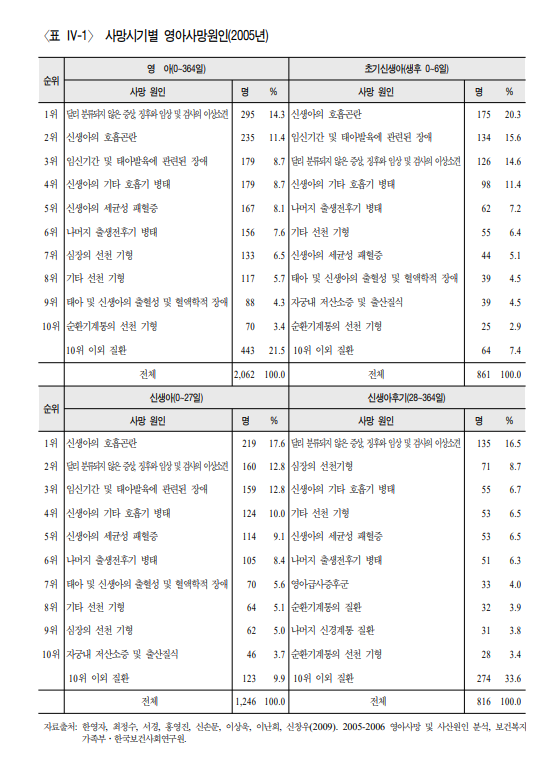 〈표 Ⅳ-1〉 사망시기별 영아사망원인(2005년)
순위 영 아(0~364일) 초기신생아(생후 0~6일)
사망 원인 명 % 사망 원인 명 %
1위 달리 분류되지 않은 증상, 징후와 임상 및 검사의 이상소견 295 14.3 신생아의 호흡곤란 175 20.3
2위 신생아의 호흡곤란 235 11.4 임신기간 및 태아발육에 관련된 장애 134 15.6
3위 임신기간 및 태아발육에 관련된 장애 179 8.7 달리 분류되지 않은 증상, 징후와 임상 및 검사의 이상소견 126 14.6
4위 신생아의 기타 호흡기 병태 179 8.7 신생아의 기타 호흡기 병태 98 11.4
5위 신생아의 세균성 패혈증 167 8.1 나머지 출생전후기 병태 62 7.2
6위 나머지 출생전후기 병태 156 7.6 기타 선천 기형 55 6.4
7위 심장의 선천 기형 133 6.5 신생아의 세균성 패혈증 44 5.1
8위 기타 선천 기형 117 5.7 태아 및 신생아의 출혈성 및 혈액학적 장애 39 4.5
9위 태아 및 신생아의 출혈성 및 혈액학적 장애 88 4.3 자궁내 저산소증 및 출산질식 39 4.5
10위 순환기계통의 선천 기형 70 3.4 순환기계통의 선천 기형 25 2.9
10위 이외 질환 443 21.5 10위 이외 질환 64 7.4
전체 2,062 100.0 전체 861 100.0
순위 신생아(0~27일) 신생아후기(28~364일)
사망 원인 명 % 사망 원인 명 %
1위 신생아의 호흡곤란 219 17.6 달리 분류되지 않은 증상, 징후와 임상 및 검사의 이상소견 135 16.5
2위 달리 분류되지 않은 증상, 징후와 임상 및 검사의 이상소견 160 12.8 심장의 선천기형 71 8.7
3위 임신기간 및 태아발육에 관련된 장애 159 12.8 신생아의 기타 호흡기 병태 55 6.7
4위 신생아의 기타 호흡기 병태 124 10.0 기타 선천 기형 53 6.5
5위 신생아의 세균성 패혈증 114 9.1 신생아의 세균성 패혈증 53 6.5
6위 나머지 출생전후기 병태 105 8.4 나머지 출생전후기 병태 51 6.3
7위 태아 및 신생아의 출혈성 및 혈액학적 장애 70 5.6 영아급사증후군 33 4.0
8위 기타 선천 기형 64 5.1 순환기계통의 질환 32 3.9
9위 심장의 선천 기형 62 5.0 나머지 신경계통 질환 31 3.8
10위 자궁내 저산소증 및 출산질식 46 3.7 순환기계통의 선천 기형 28 3.4
10위 이외 질환 123 9.9 10위 이외 질환 274 33.6
전체 1,246 100.0 전체 816 100.0
자료출처: 한영자, 최정수, 서경, 홍영진, 신손문, 이상욱, 이난희, 신창우(2009). 2005-2006 영아사망 및 사산원인 분석, 보건복지
가족부·한국보건사회연구원.